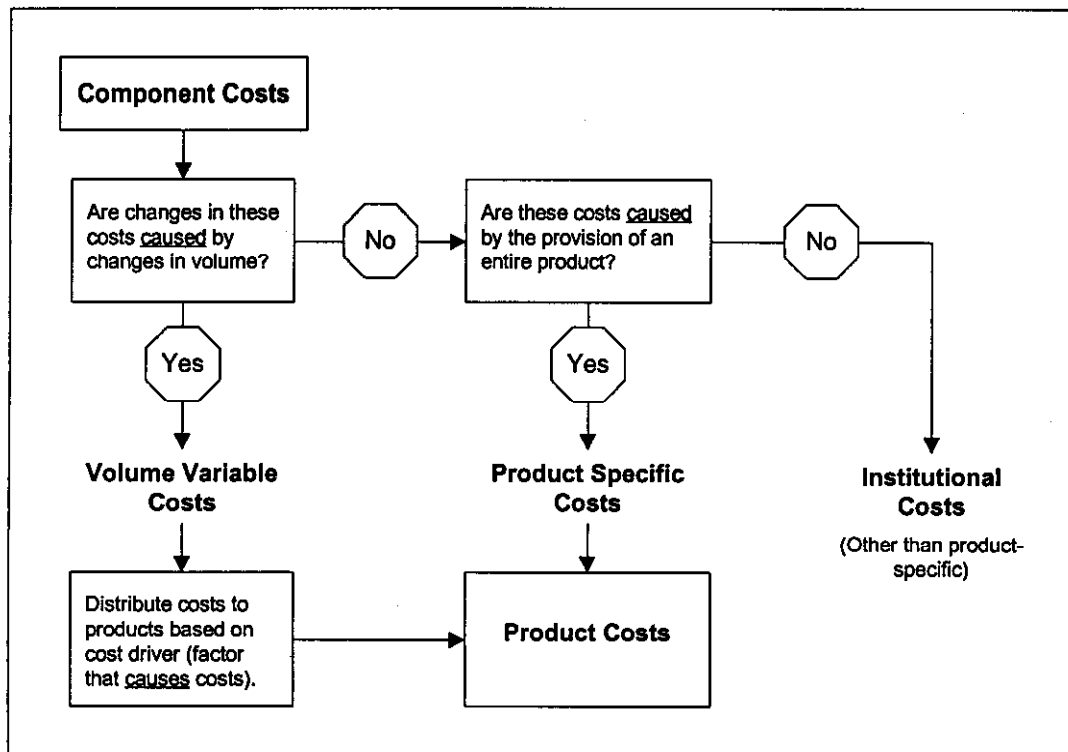 Component Costs
Are changes in these
costs caused by
changes in volume?
No
Are these costs caused
by the provision of an
entire product?
No
Yes
Yes
Volume Variable
Costs
Product Specific
Costs
Institutional
Costs
(Other than product-
specific)
Distribute costs to
products based on
cost driver (factor
that causes costs).
Product Costs